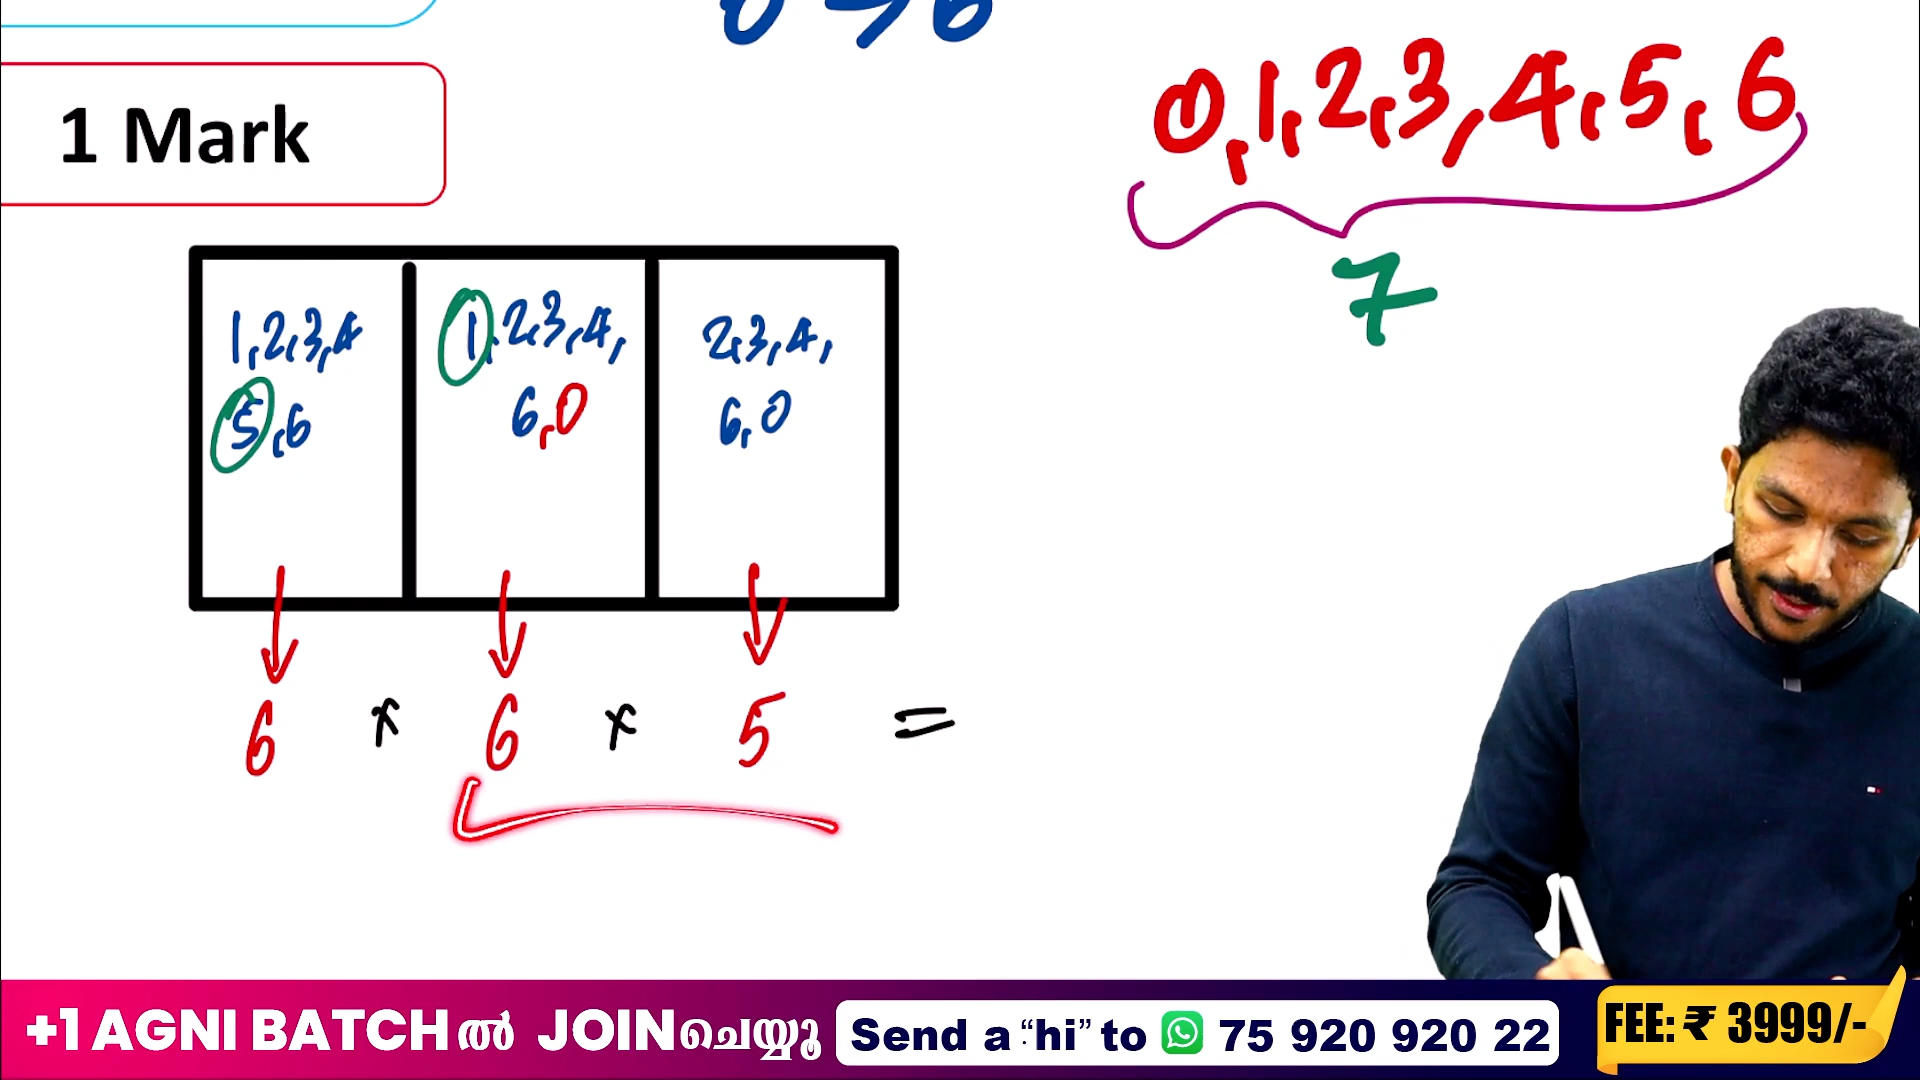 0 → 6
0,1,2,3,4,5,6
1 Mark
7
1,2,3,4
5,6
1,2,3,4,
6,0
2,3,4,
6,0
6 × 6 × 5 =
+1 AGNI BATCH ൽ JOIN ചെയ്യൂ
Send a “hi” to 75 920 920 22
FEE: ₹ 3999/-